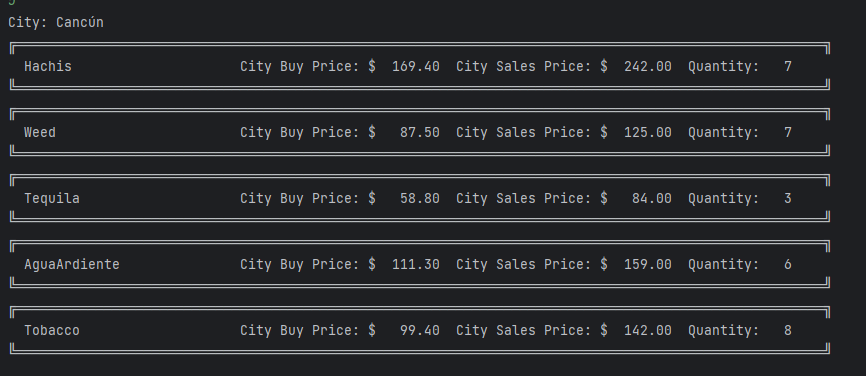 City: Cancún
Hachis City Buy Price: $ 169.40 City Sales Price: $ 242.00 Quantity: 7
Weed City Buy Price: $ 87.50 City Sales Price: $ 125.00 Quantity: 7
Tequila City Buy Price: $ 58.80 City Sales Price: $ 84.00 Quantity: 3
AguaArdiente City Buy Price: $ 111.30 City Sales Price: $ 159.00 Quantity: 6
Tobacco City Buy Price: $ 99.40 City Sales Price: $ 142.00 Quantity: 8